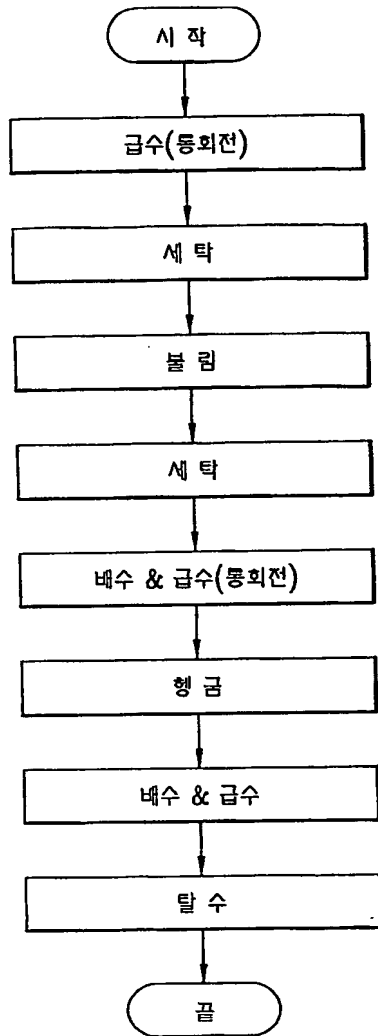 시 작
급수(통회전)
세 탁
불 림
세 탁
배수 & 급수(통회전)
헹 굼
배수 & 급수
탈 수
끝